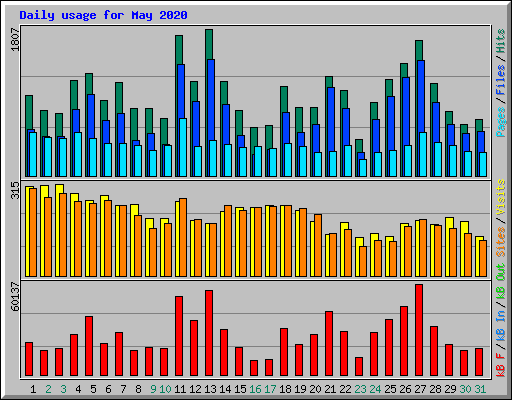 Daily usage for May 2020
1807
Pages / Files / Hits
315
Sites / Visits
60137
kB F / kB In / kB Out
1 2 3 4 5 6 7 8 9 10 11 12 13 14 15 16 17 18 19 20 21 22 23 24 25 26 27 28 29 30 31